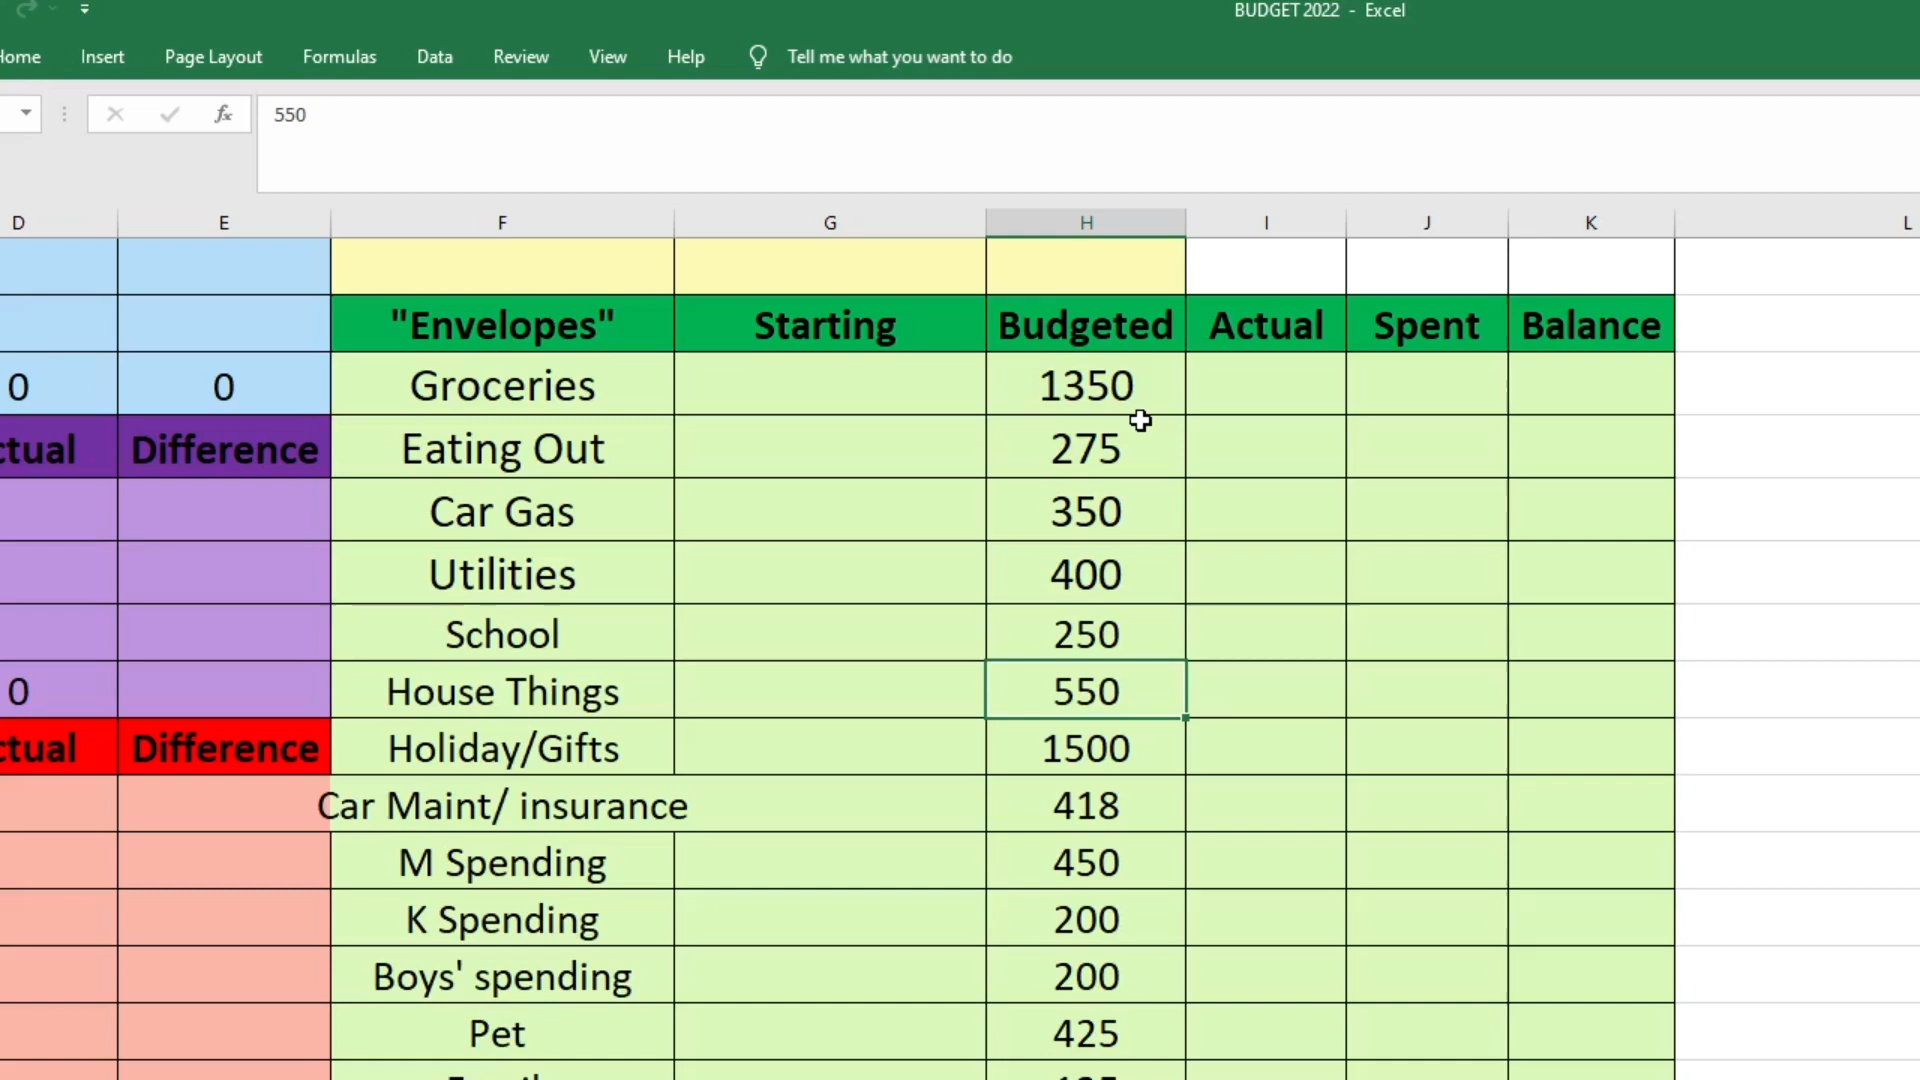 BUDGET 2022 - Excel
Home Insert Page Layout Formulas Data Review View Help Tell me what you want to do
fx 550
D E F G H I J K L
"Envelopes" Starting Budgeted Actual Spent Balance
0 0 Groceries 1350
ctual Difference Eating Out 275
Car Gas 350
Utilities 400
School 250
0 House Things 550
ctual Difference Holiday/Gifts 1500
Car Maint/ insurance 418
M Spending 450
K Spending 200
Boys' spending 200
Pet 425